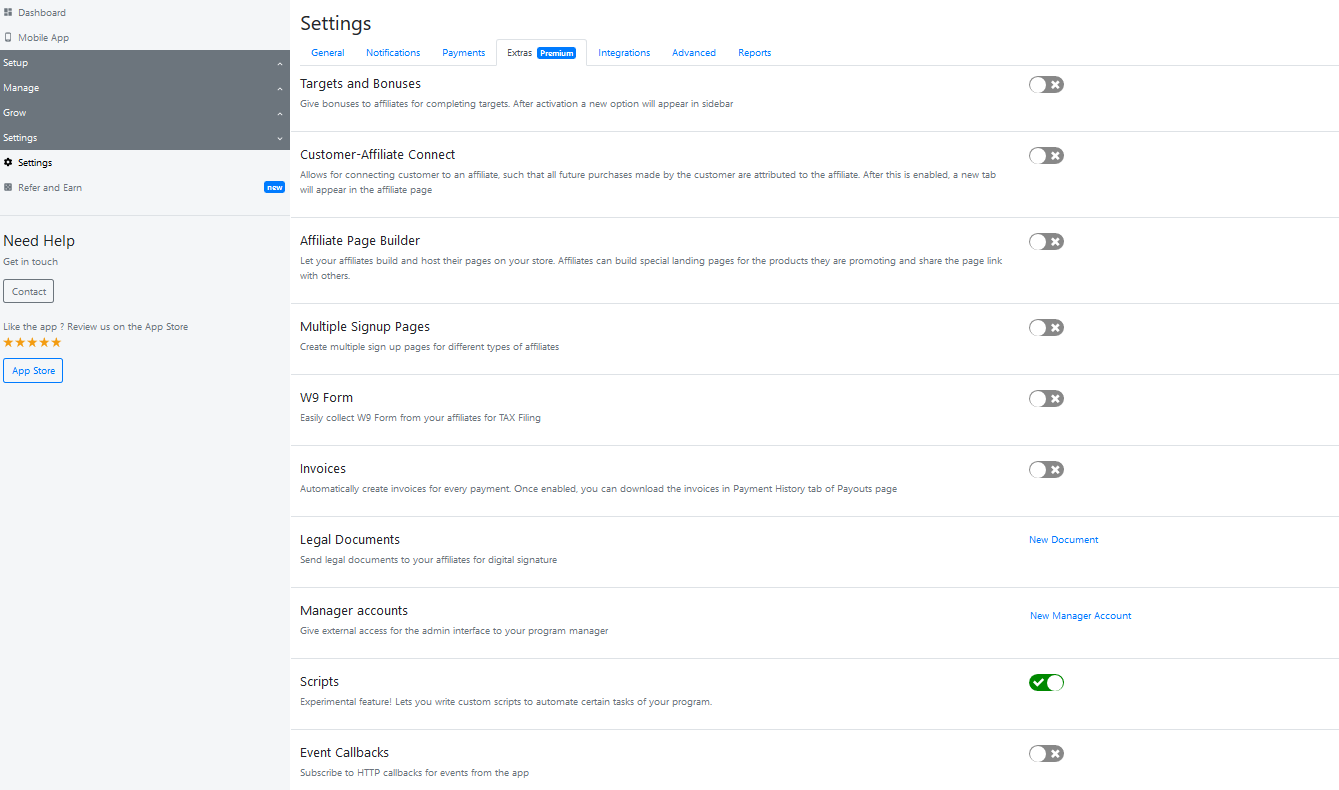 Dashboard
Mobile App
Setup
Manage
Grow
Settings
Settings
Refer and Earn new
Need Help
Get in touch
Contact
Like the app ? Review us on the App Store
App Store
Settings
General Notifications Payments Extras Premium Integrations Advanced Reports
Targets and Bonuses
Give bonuses to affiliates for completing targets. After activation a new option will appear in sidebar
Customer-Affiliate Connect
Allows for connecting customer to an affiliate, such that all future purchases made by the customer are attributed to the affiliate. After this is enabled, a new tab
will appear in the affiliate page
Affiliate Page Builder
Let your affiliates build and host their pages on your store. Affiliates can build special landing pages for the products they are promoting and share the page link
with others.
Multiple Signup Pages
Create multiple sign up pages for different types of affiliates
W9 Form
Easily collect W9 Form from your affiliates for TAX Filing
Invoices
Automatically create invoices for every payment. Once enabled, you can download the invoices in Payment History tab of Payouts page
Legal Documents
New Document
Send legal documents to your affiliates for digital signature
Manager accounts
New Manager Account
Give external access for the admin interface to your program manager
Scripts
Experimental feature! Lets you write custom scripts to automate certain tasks of your program.
Event Callbacks
Subscribe to HTTP callbacks for events from the app